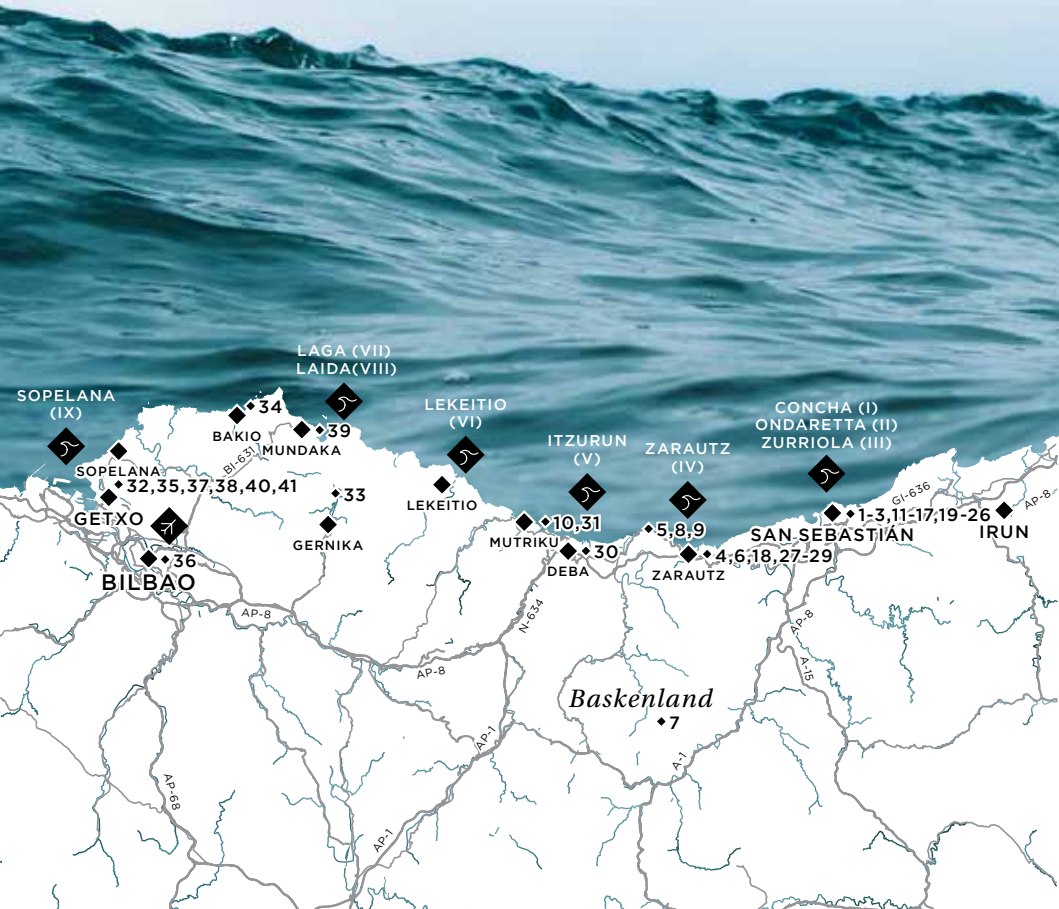 LAGA (VII)
LAIDA(VIII)
SOPELANA
(IX)
LEKEITIO
(VI)
CONCHA (I)
ONDARETTA (II)
ZURRIOLA (III)
ITZURUN
(V)
ZARAUTZ
(IV)
34
BAKIO
39
MUNDAKA
BI-631
SOPELANA
32,35,37,38,40,41
33
LEKEITIO
GETXO
GERNIKA
10,31
MUTRIKU
5,8,9
30
DEBA
4,6,18,27-29
ZARAUTZ
1-3,11-17,19-26
SAN SEBASTIÁN
GI-636
AP-8
IRUN
36
BILBAO
AP-8
N-634
AP-8
A-15
AP-8
Baskenland
7
AP-1
A-1
AP-68
AP-1